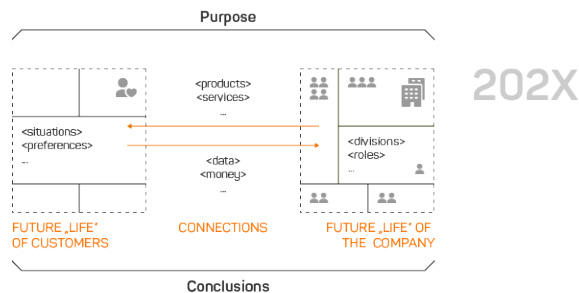 Purpose
202X
<products>
<services>
...
<situations>
<preferences>
...
<divisions>
<roles>
...
<data>
<money>
...
FUTURE „LIFE“
OF CUSTOMERS
CONNECTIONS
FUTURE „LIFE“ OF
THE COMPANY
Conclusions